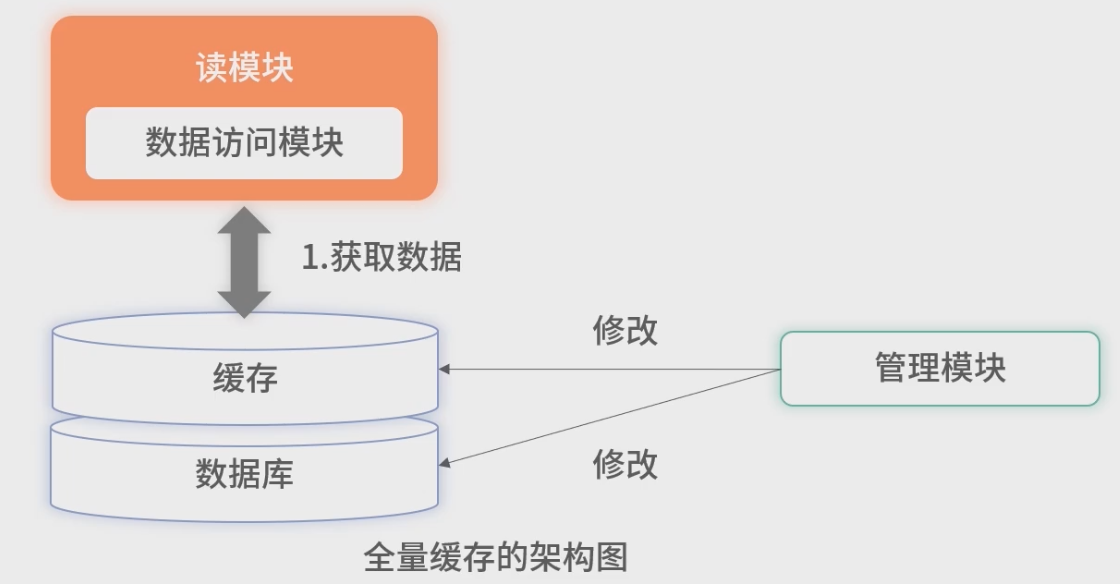 读模块
数据访问模块
1.获取数据
缓存
修改
管理模块
数据库
修改
全量缓存的架构图